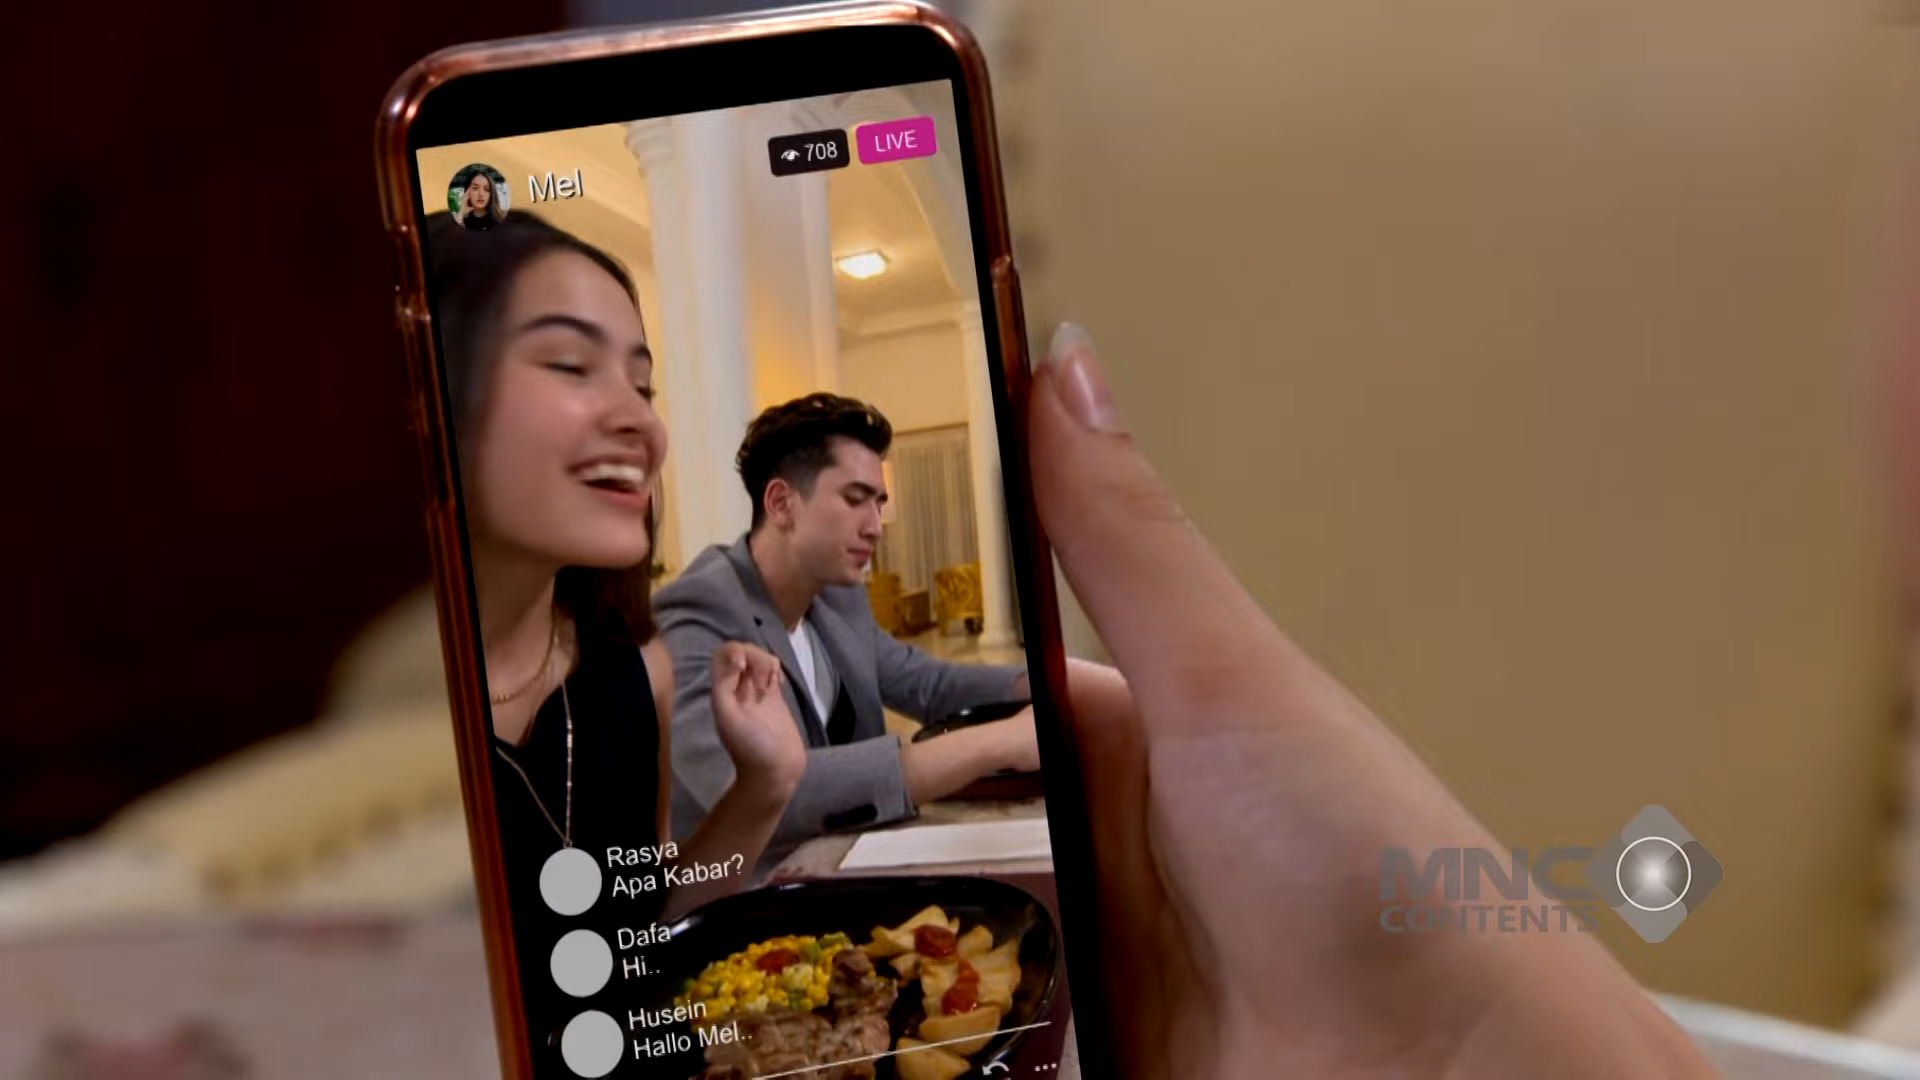 708
LIVE
Mel
Rasya
Apa Kabar?
Dafa
Hi..
Husein
Hallo Mel..
MNC
CONTENTS